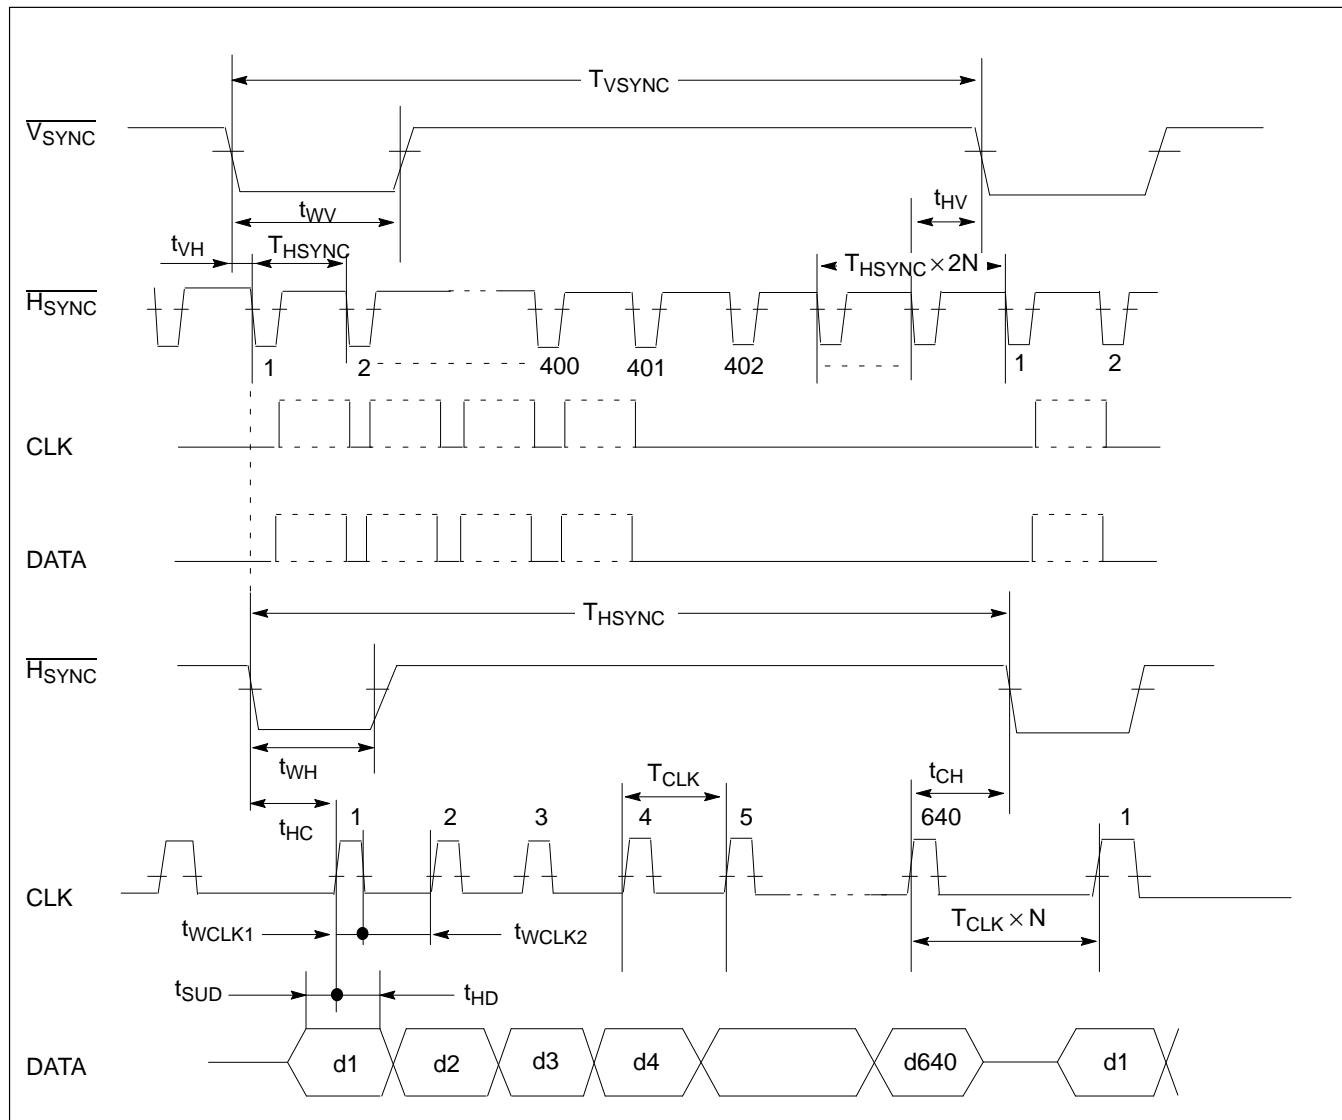 TVSYNC
VSYNC
tWV
tHV
tVH
THSYNC
THSYNC × 2N
HSYNC
1 2 400 401 402 1 2
CLK
DATA
THSYNC
HSYNC
tWH
TCLK
tCH
tHC
1 2 3 4 5 640 1
CLK
tWCLK1
tWCLK2
TCLK × N
tSUD
tHD
DATA
d1 d2 d3 d4 d640 d1